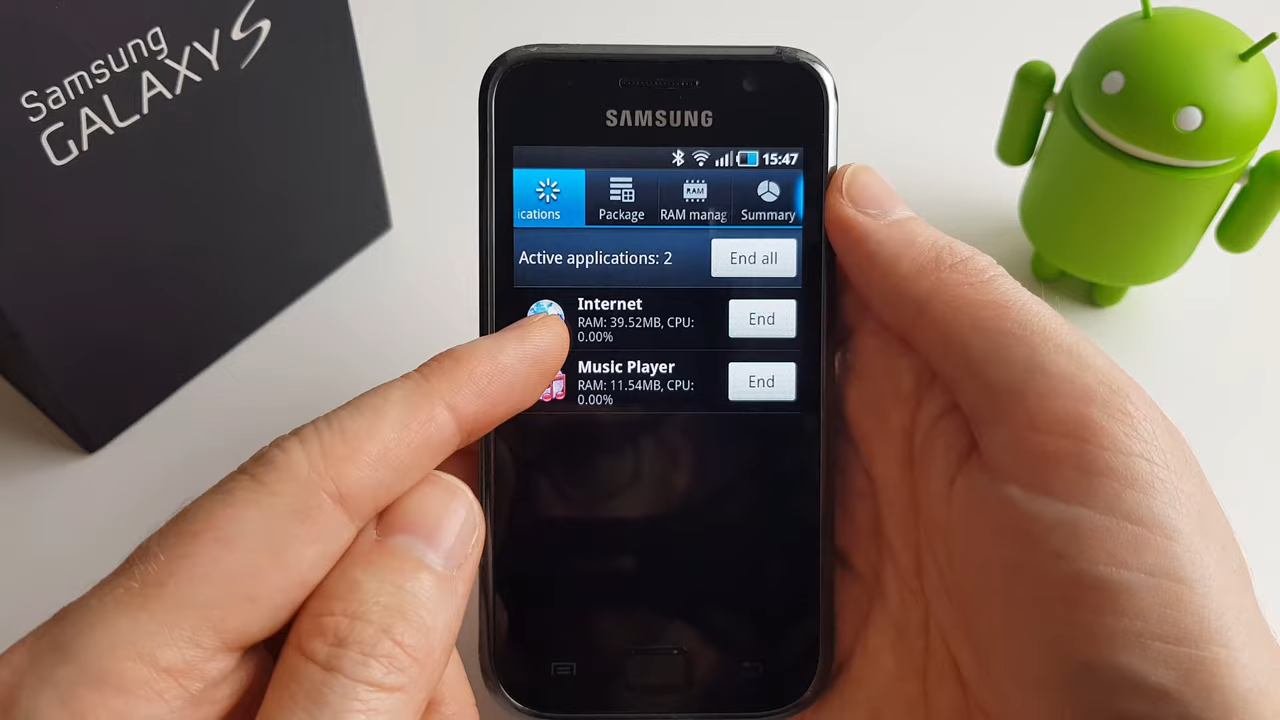 Samsung
GALAXY S
SAMSUNG
15:47
ications
Package
RAM
RAM manag
Summary
Active applications: 2
End all
Internet
RAM: 39.52MB, CPU:
0.00%
End
Music Player
RAM: 11.54MB, CPU:
0.00%
End